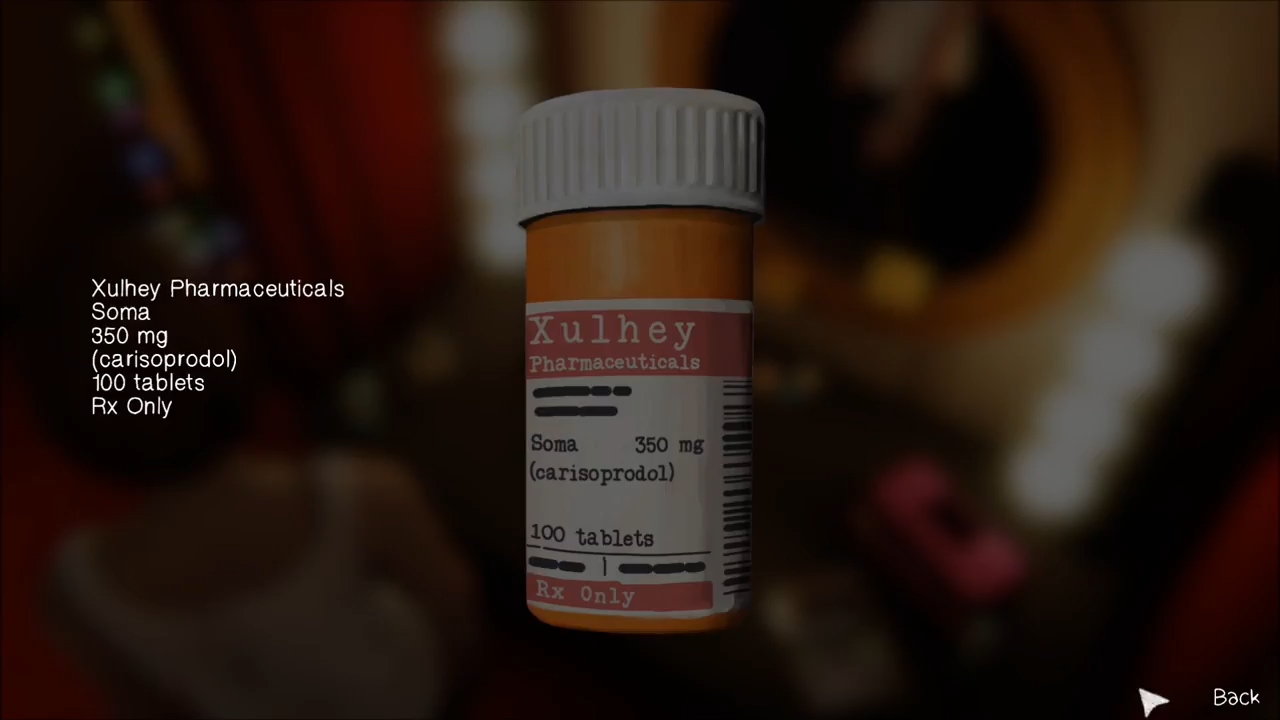 Xulhey Pharmaceuticals
Soma
350 mg
(carisoprodol)
100 tablets
Rx Only
Xulhey
Pharmaceuticals
Soma 350 mg
(carisoprodol)
100 tablets
Rx Only
Back